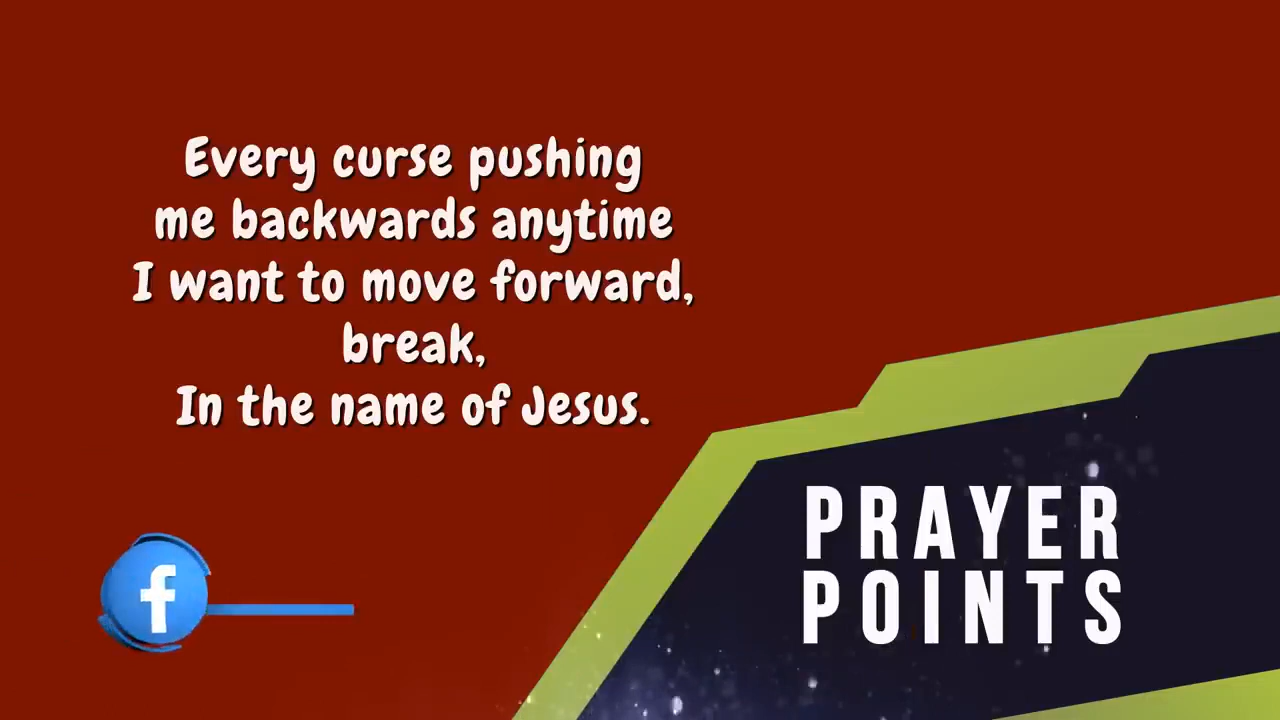 Every curse pushing
me backwards anytime
I want to move forward,
break,
In the name of Jesus.
f
PRAYER
POINTS